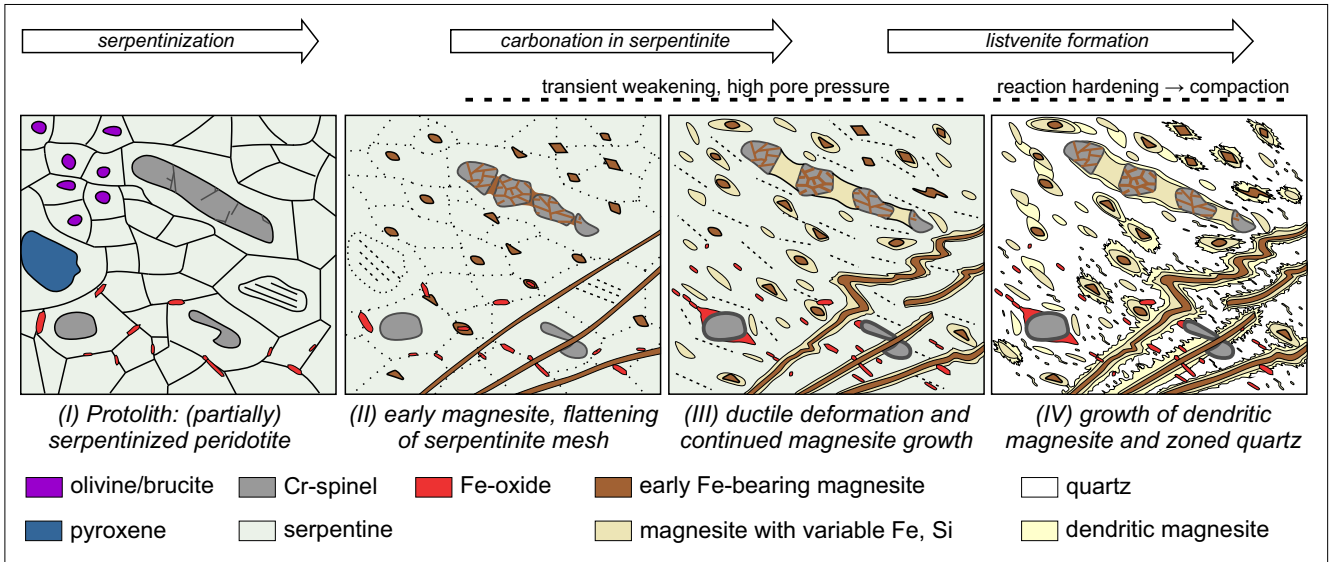 serpentinization
carbonation in serpentinite
listvenite formation
transient weakening, high pore pressure
reaction hardening → compaction
(I) Protolith: (partially)
serpentinized peridotite
(II) early magnesite, flattening
of serpentinite mesh
(III) ductile deformation and
continued magnesite growth
(IV) growth of dendritic
magnesite and zoned quartz
olivine/brucite
Cr-spinel
Fe-oxide
early Fe-bearing magnesite
quartz
pyroxene
serpentine
magnesite with variable Fe, Si
dendritic magnesite